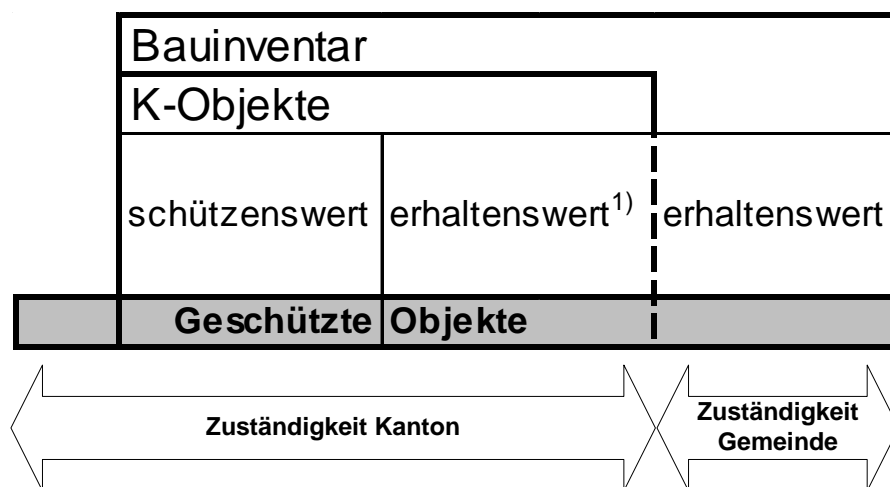 Bauinventar
K-Objekte
schützenswert erhaltenswert1) erhaltenswert
Geschützte Objekte
Zuständigkeit Kanton
Zuständigkeit
Gemeinde